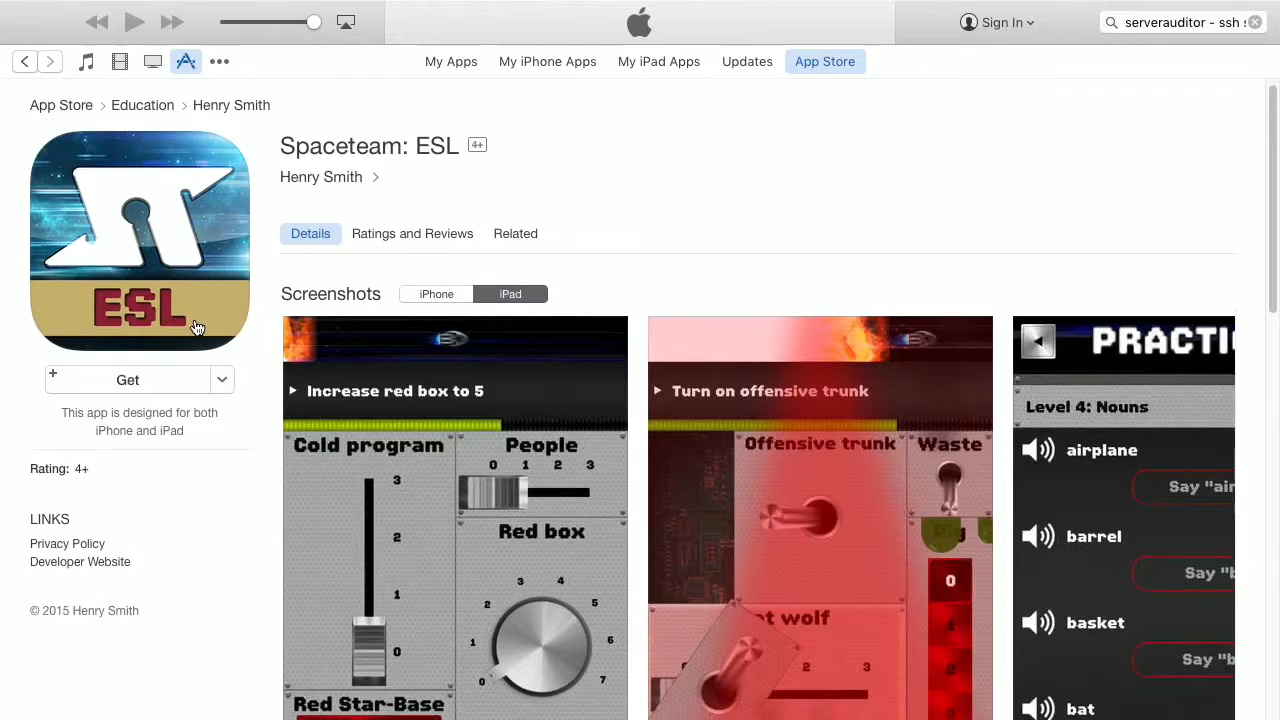 Sign In
serverauditor - ssh
My Apps
My iPhone Apps
My iPad Apps
Updates
App Store
App Store > Education > Henry Smith
ESL
Get
This app is designed for both
iPhone and iPad
Rating: 4+
LINKS
Privacy Policy
Developer Website
© 2015 Henry Smith
Spaceteam: ESL 4+
Henry Smith >
Details
Ratings and Reviews
Related
Screenshots
iPhone
iPad
Increase red box to 5
Cold program
3
2
1
0
People
0 1 2 3
Red box
0 1 2 3 4 5 6 7
Red Star-Base
Turn on offensive trunk
Offensive trunk
Waste
0
wolf
2 3
PRACTI
Level 4: Nouns
airplane
Say "air
barrel
Say "b
basket
Say "b
bat